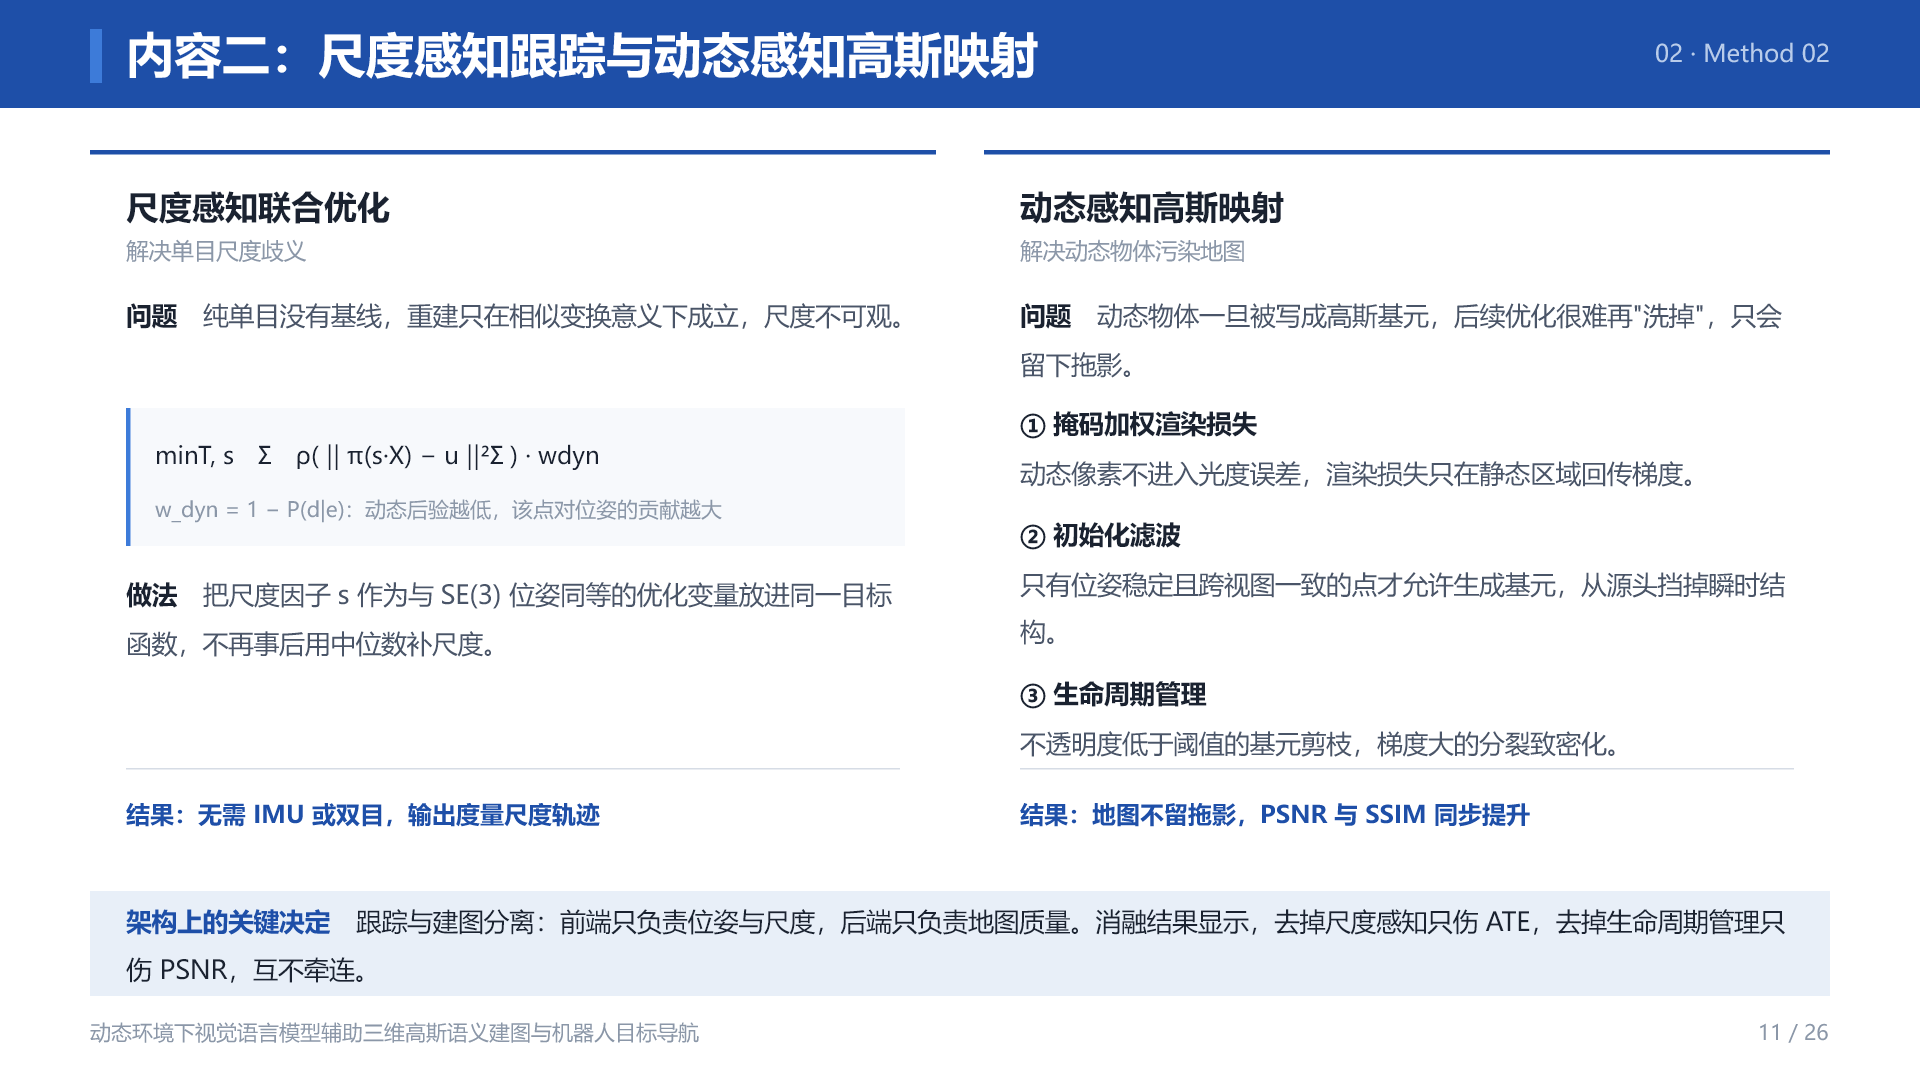 内容二：尺度感知跟踪与动态感知高斯映射
02 · Method 02
尺度感知联合优化
解决单目尺度歧义
问题 纯单目没有基线，重建只在相似变换意义下成立，尺度不可观。
minT, s Σ ρ( || π(s·X) − u ||²Σ ) · wdyn
w_dyn = 1 − P(d|e)：动态后验越低，该点对位姿的贡献越大
做法 把尺度因子 s 作为与 SE(3) 位姿同等的优化变量放进同一目标
函数，不再事后用中位数补尺度。
结果：无需 IMU 或双目，输出度量尺度轨迹
动态感知高斯映射
解决动态物体污染地图
问题 动态物体一旦被写成高斯基元，后续优化很难再"洗掉"，只会
留下拖影。
① 掩码加权渲染损失
动态像素不进入光度误差，渲染损失只在静态区域回传梯度。
② 初始化滤波
只有位姿稳定且跨视图一致的点才允许生成基元，从源头挡掉瞬时结
构。
③ 生命周期管理
不透明度低于阈值的基元剪枝，梯度大的分裂致密化。
结果：地图不留拖影，PSNR 与 SSIM 同步提升
架构上的关键决定 跟踪与建图分离：前端只负责位姿与尺度，后端只负责地图质量。消融结果显示，去掉尺度感知只伤 ATE，去掉生命周期管理只
伤 PSNR，互不牵连。
动态环境下视觉语言模型辅助三维高斯语义建图与机器人目标导航
11 / 26